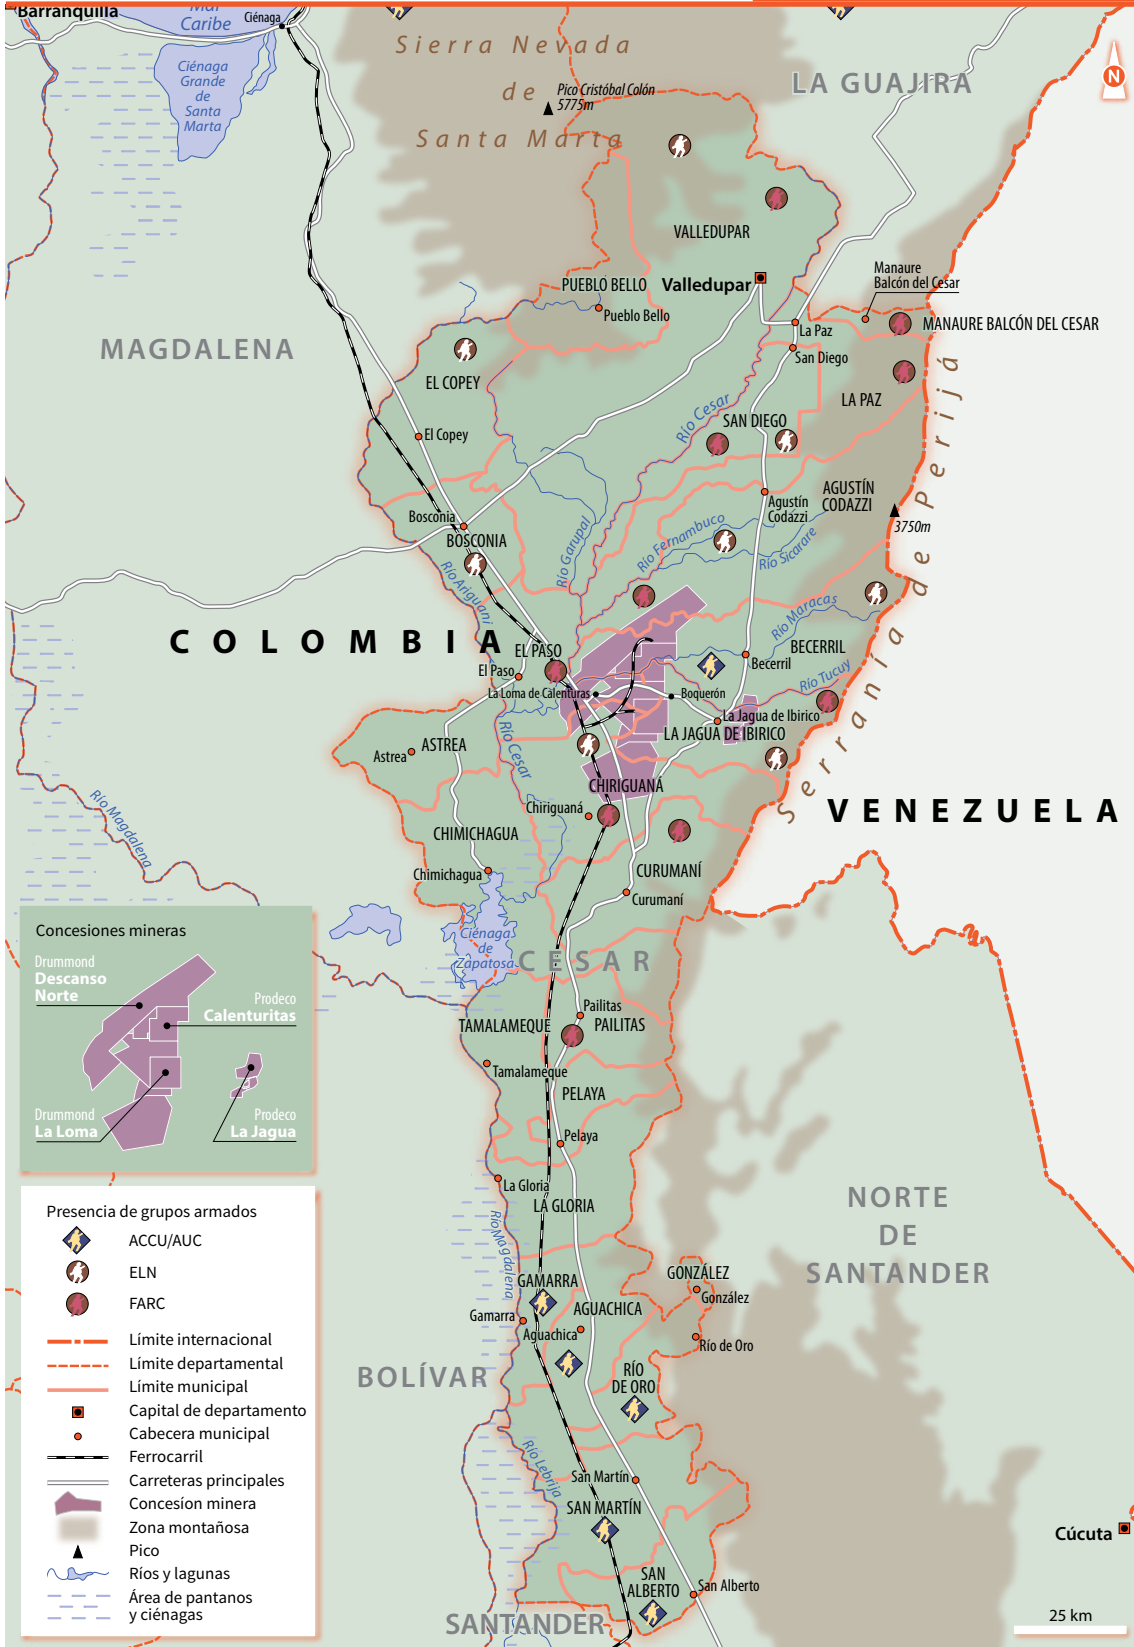 Barranquilla
Mar
Caribe
Ciénaga
Ciénaga
Grande
de
Santa
Marta
Sierra Nevada
de
Santa Marta
Pico Cristóbal Colón
5775m
LA GUAJIRA
N
VALLEDUPAR
PUEBLO BELLO
Valledupar
Pueblo Bello
Manaure
Balcón del Cesar
MANAURE BALCÓN DEL CESAR
La Paz
San Diego
MAGDALENA
EL COPEY
LA PAZ
Río Cesar
SAN DIEGO
El Copey
Serranía de Perijá
AGUSTÍN
CODAZZI
Agustín
Codazzi
3750m
Bosconia
BOSCONIA
Río Garupal
Río Fernambuco
Río Sicarare
Río Ariguaní
Río Maracas
COLOMBIA
EL PASO
BECERRIL
El Paso
Becerril
Río Tucuy
La Loma de Calenturas
Boquerón
La Jagua de Ibirico
LA JAGUA DE IBIRICO
Río Cesar
ASTREA
Astrea
CHIRIGUANÁ
Chiriguaná
VENEZUELA
Río Magdalena
CHIMICHAGUA
Chimichagua
CURUMANÍ
Curumaní
Ciénaga
de
Zapatosa
CESAR
Concesiones mineras
Drummond
Descanso
Norte
Prodeco
Calenturitas
Drummond
La Loma
Prodeco
La Jagua
Pailitas
TAMALAMEQUE
PAILITAS
Tamalameque
PELAYA
Pelaya
La Gloria
LA GLORIA
Río Magdalena
NORTE
DE
SANTANDER
GAMARRA
GONZÁLEZ
González
Gamarra
AGUACHICA
Aguachica
Río de Oro
BOLÍVAR
RÍO
DE ORO
Río Lebrija
San Martín
SAN MARTÍN
Cúcuta
SAN
ALBERTO
San Alberto
SANTANDER
25 km
Presencia de grupos armados
ACCU/AUC
ELN
FARC
Límite internacional
Límite departamental
Límite municipal
Capital de departamento
Cabecera municipal
Ferrocarril
Carreteras principales
Concesíon minera
Zona montañosa
Pico
Ríos y lagunas
Área de pantanos
y ciénagas